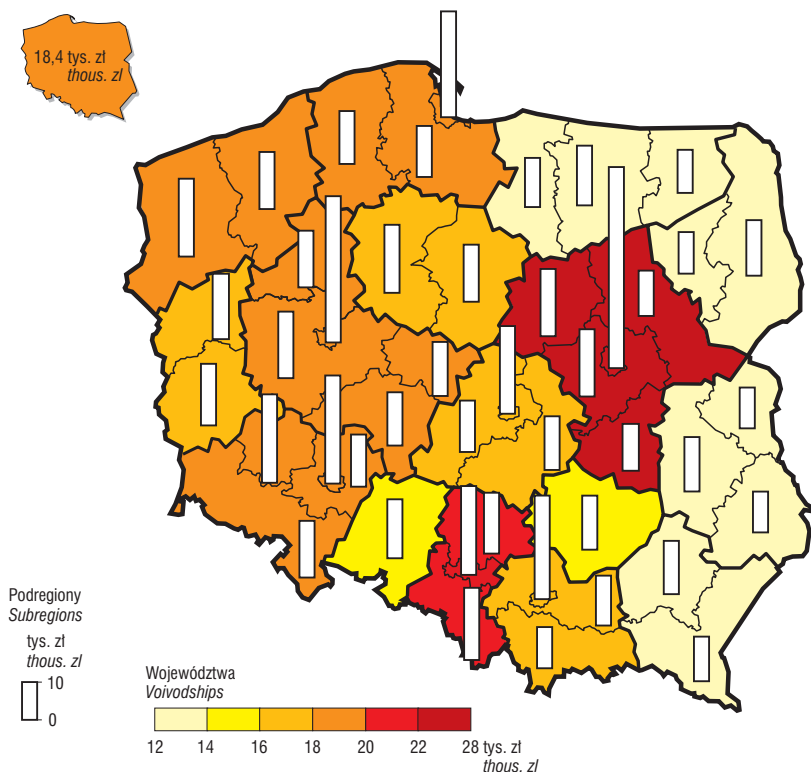 18,4 tys. zł
thous. zl
Podregiony
Subregions
tys. zł
thous. zl
10
0
Województwa
Voivodships
12 14 16 18 20 22 28 tys. zł
thous. zl